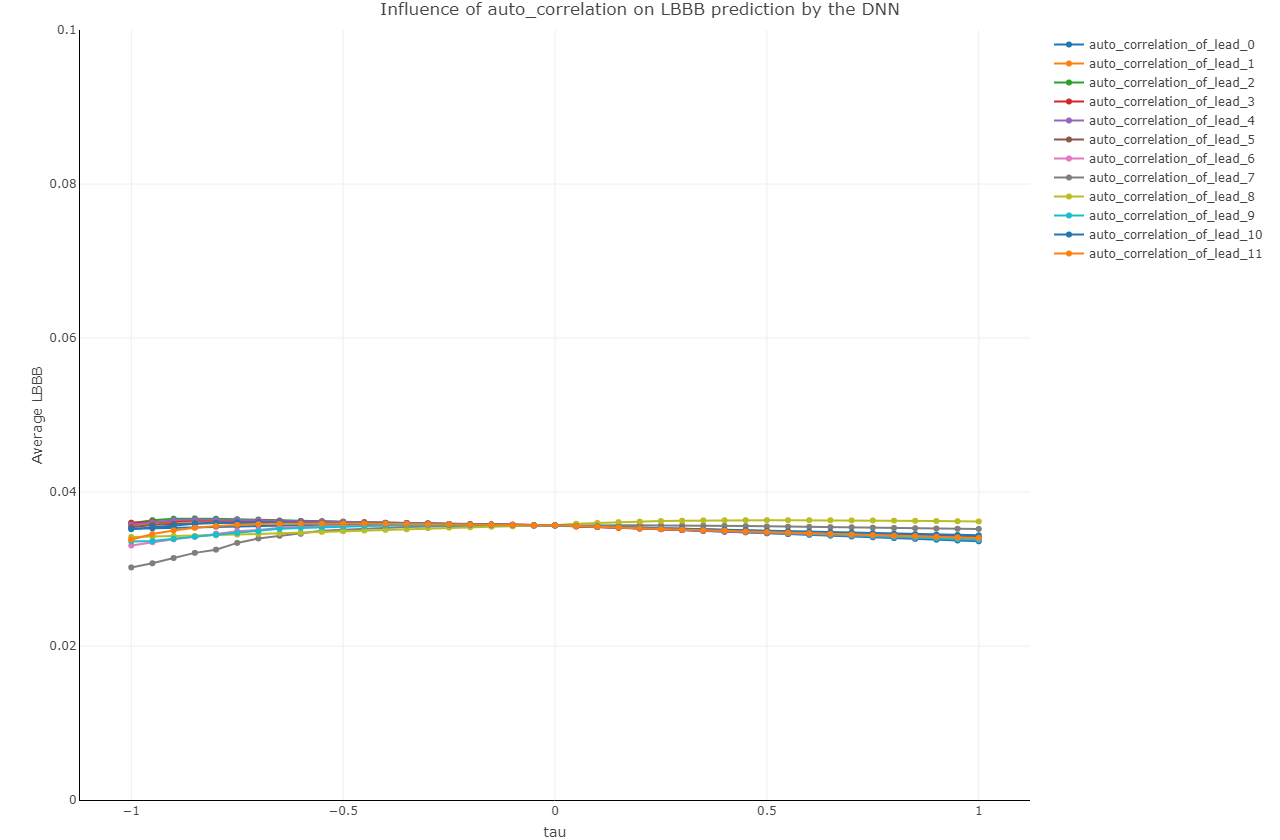 Influence of auto_correlation on LBBB prediction by the DNN
0.1
0.08
0.06
0.04
0.02
0
Average LBBB
−1
−0.5
0
0.5
1
tau
auto_correlation_of_lead_0
auto_correlation_of_lead_1
auto_correlation_of_lead_2
auto_correlation_of_lead_3
auto_correlation_of_lead_4
auto_correlation_of_lead_5
auto_correlation_of_lead_6
auto_correlation_of_lead_7
auto_correlation_of_lead_8
auto_correlation_of_lead_9
auto_correlation_of_lead_10
auto_correlation_of_lead_11